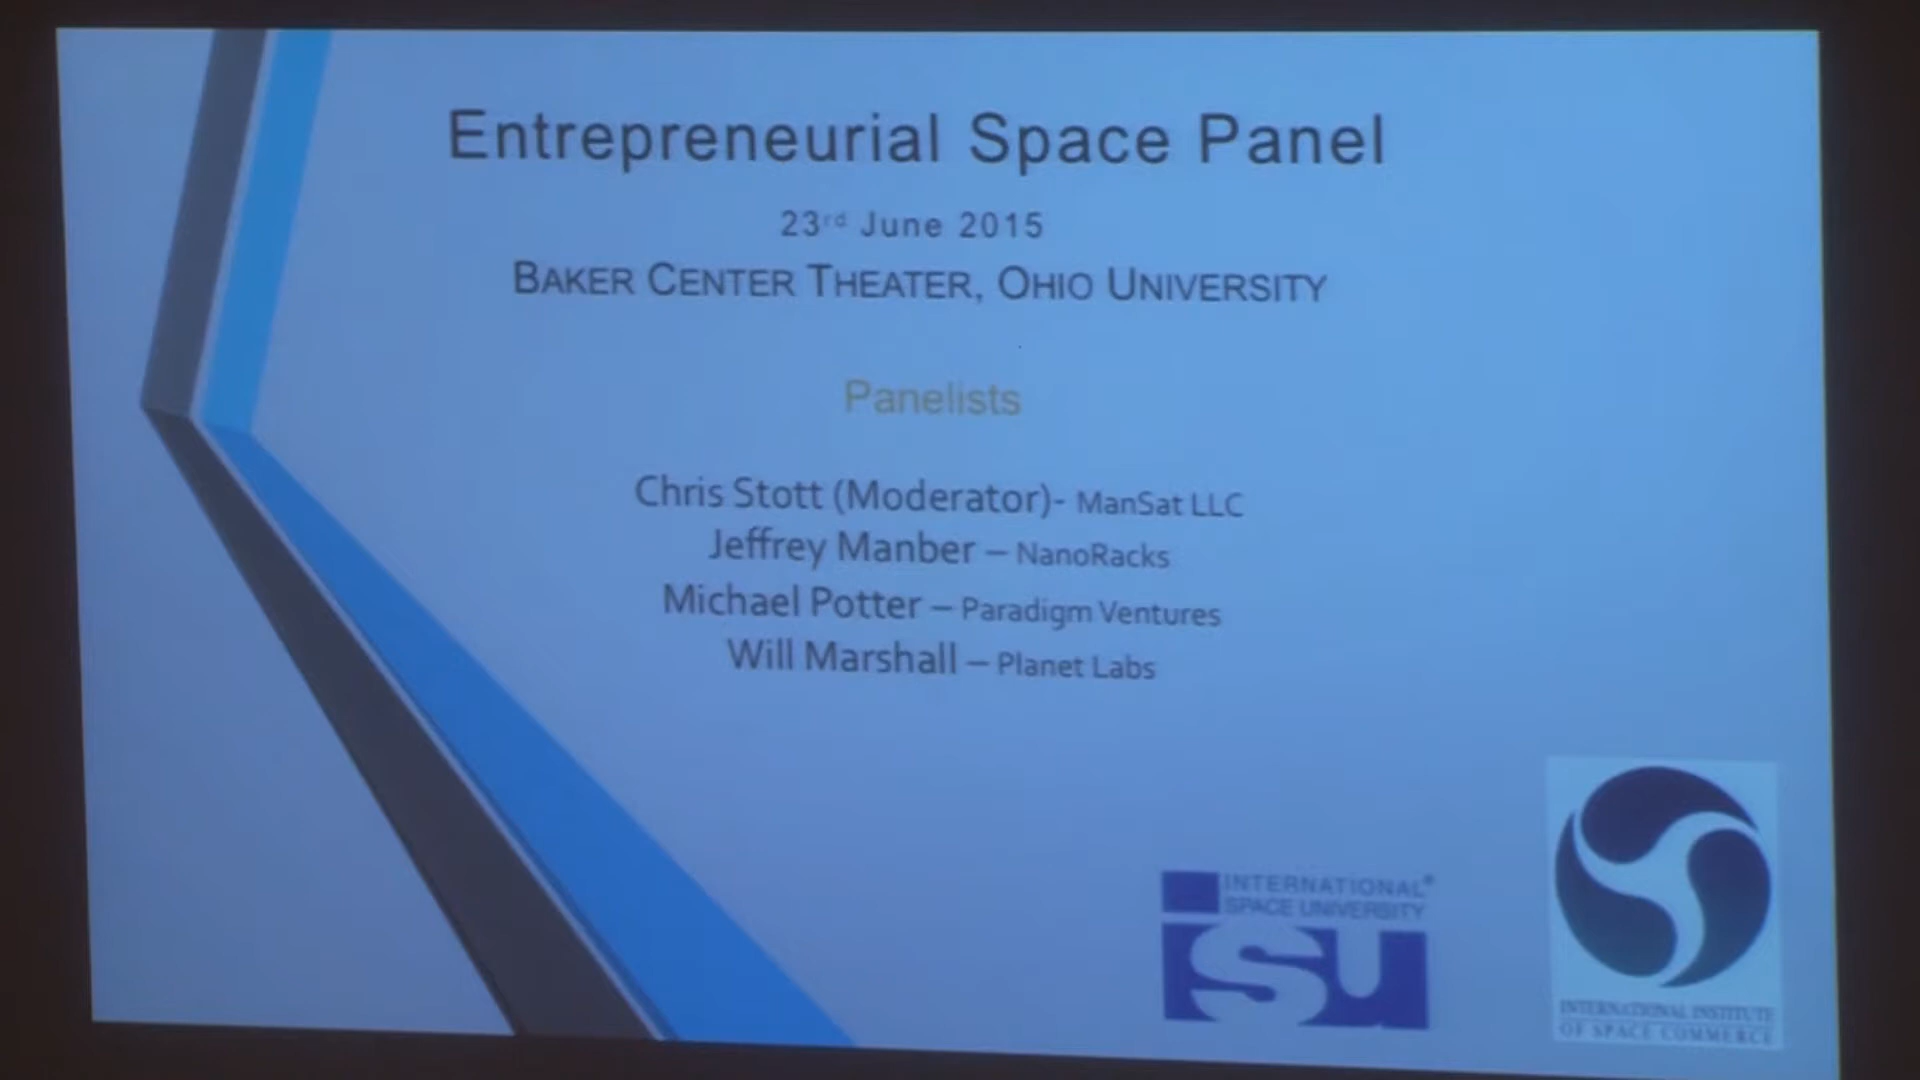 Entrepreneurial Space Panel
23rd June 2015
BAKER CENTER THEATER, OHIO UNIVERSITY
Panelists
Chris Stott (Moderator)- ManSat LLC
Jeffrey Manber – NanoRacks
Michael Potter – Paradigm Ventures
Will Marshall – Planet Labs
INTERNATIONAL®
SPACE UNIVERSITY
isu
INTERNATIONAL INSTITUTE
OF SPACE COMMERCE